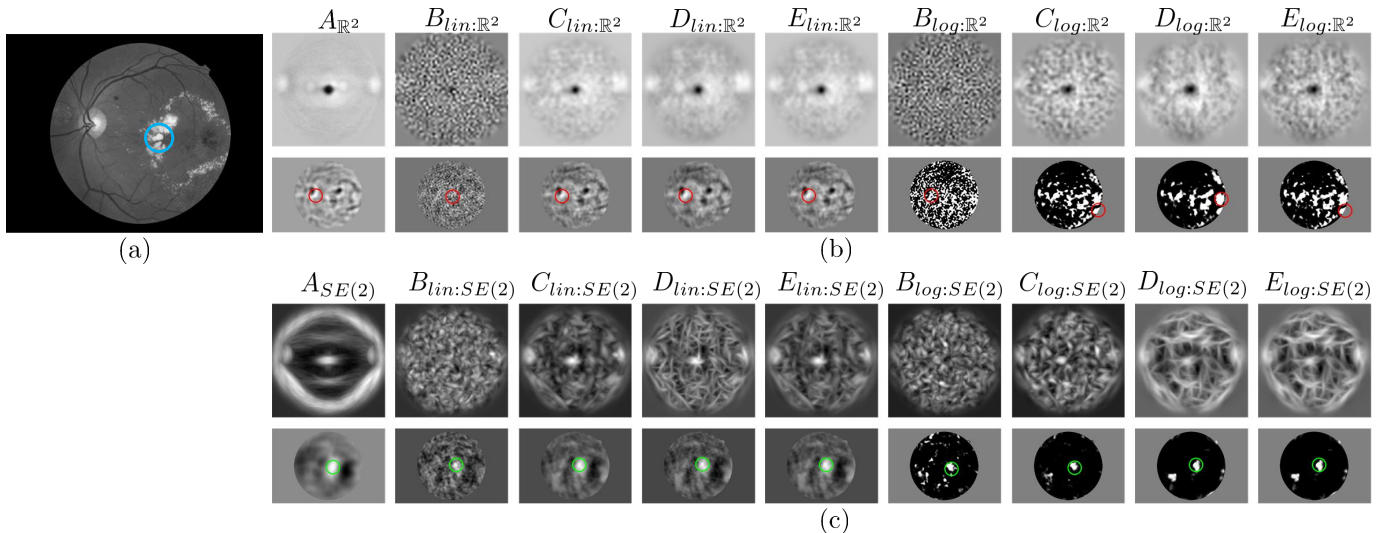 A_{ℝ²} B_{lin:ℝ²} C_{lin:ℝ²} D_{lin:ℝ²} E_{lin:ℝ²} B_{log:ℝ²} C_{log:ℝ²} D_{log:ℝ²} E_{log:ℝ²}
(a) (b)
A_{SE(2)} B_{lin:SE(2)} C_{lin:SE(2)} D_{lin:SE(2)} E_{lin:SE(2)} B_{log:SE(2)} C_{log:SE(2)} D_{log:SE(2)} E_{log:SE(2)}
(c)